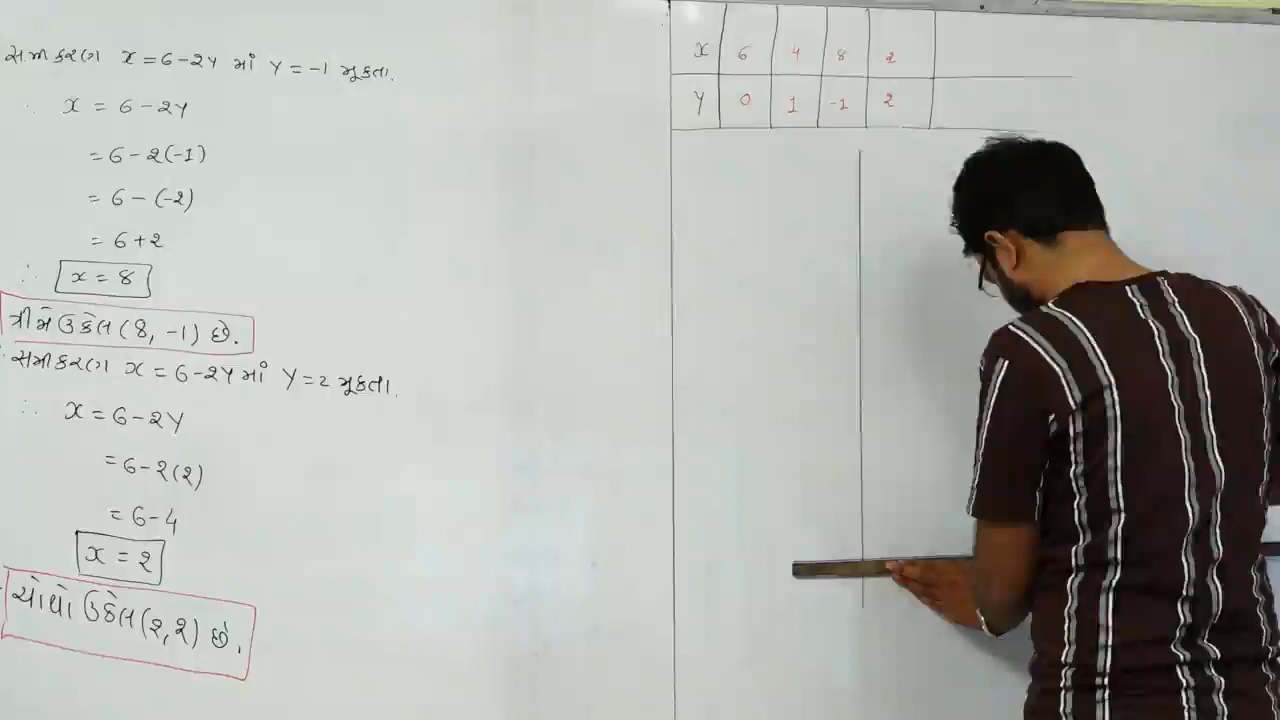 સમીકરણ x = 6 - 2y માં y = -1 મૂકતા.
∴ x = 6 - 2y
= 6 - 2(-1)
= 6 - (-2)
= 6 + 2
∴ x = 8
ત્રીજો ઉકેલ (8, -1) છે.
∴ સમીકરણ x = 6 - 2y માં y = 2 મૂકતા.
∴ x = 6 - 2y
= 6 - 2(2)
= 6 - 4
x = 2
ચોથો ઉકેલ (2, 2) છે.
x 6 4 8 2
y 0 1 -1 2